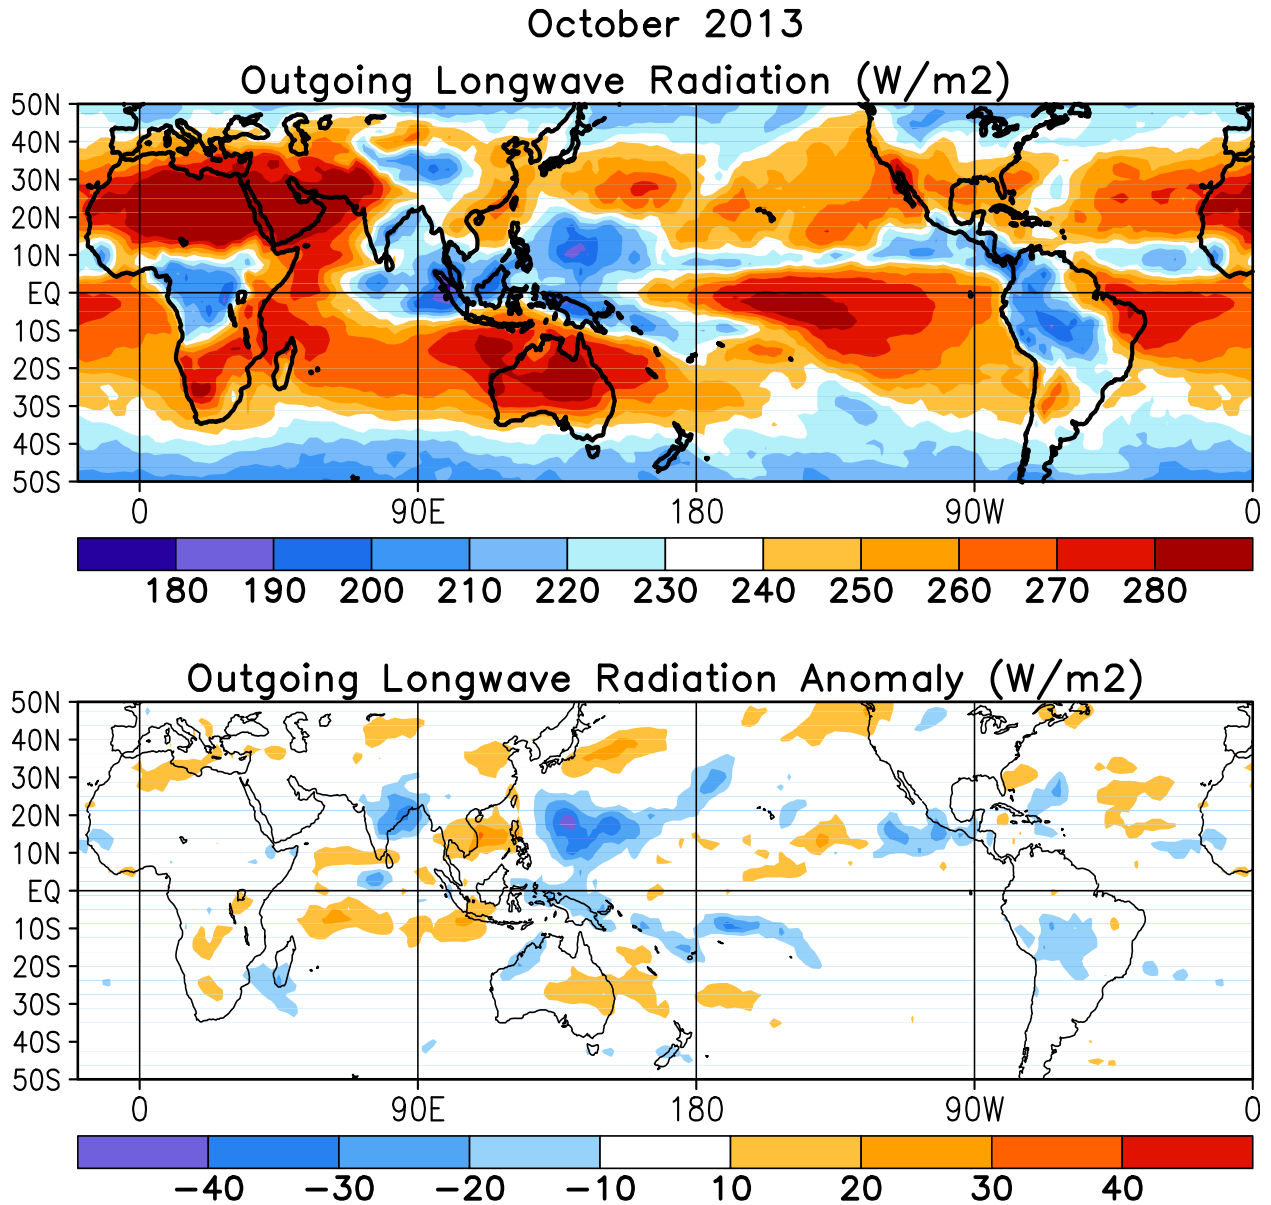 October 2013
Outgoing Longwave Radiation (W/m2)
50N
40N
30N
20N
10N
EQ
10S
20S
30S
40S
50S
0 90E 180 90W 0
180 190 200 210 220 230 240 250 260 270 280
Outgoing Longwave Radiation Anomaly (W/m2)
50N
40N
30N
20N
10N
EQ
10S
20S
30S
40S
50S
0 90E 180 90W 0
−40 −30 −20 −10 10 20 30 40